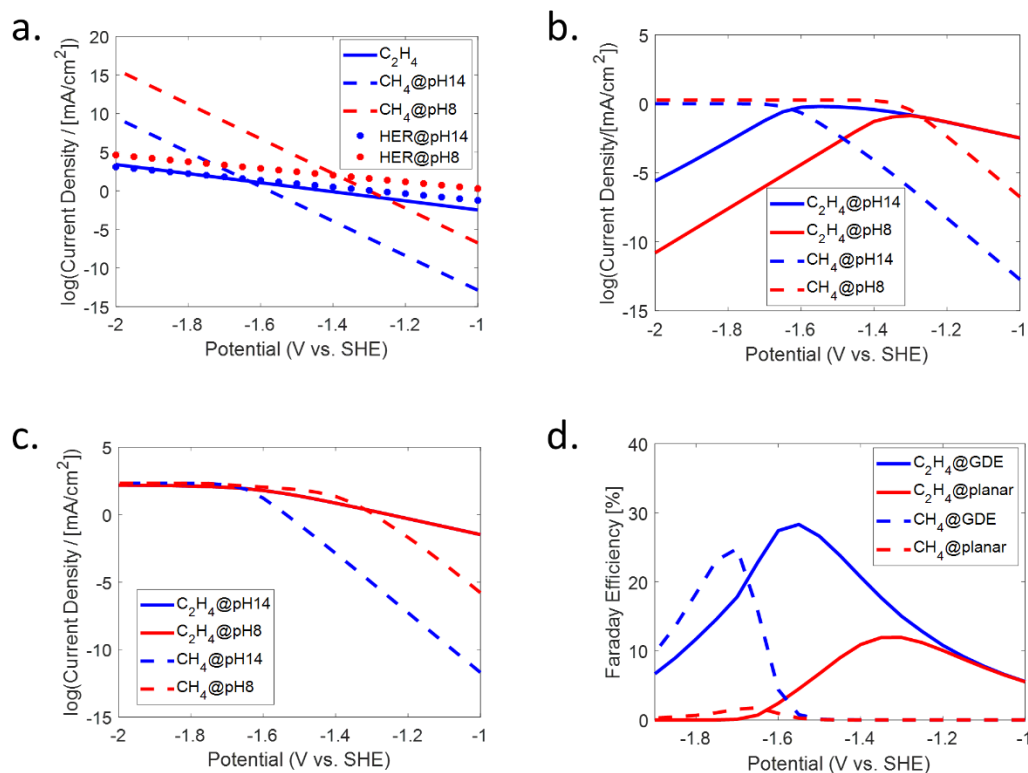 a.
log(Current Density / [mA/cm²])
20
15
10
5
0
-5
-10
-15
-2
-1.8
-1.6
-1.4
-1.2
-1
Potential (V vs. SHE)
C₂H₄
CH₄@pH14
CH₄@pH8
HER@pH14
HER@pH8
b.
log(Current Density/[mA/cm²])
5
0
-5
-10
-15
-2
-1.8
-1.6
-1.4
-1.2
-1
Potential (V vs. SHE)
C₂H₄@pH14
C₂H₄@pH8
CH₄@pH14
CH₄@pH8
c.
log(Current Density / [mA/cm²])
5
0
-5
-10
-15
-2
-1.8
-1.6
-1.4
-1.2
-1
Potential (V vs. SHE)
C₂H₄@pH14
C₂H₄@pH8
CH₄@pH14
CH₄@pH8
d.
Faraday Efficiency [%]
40
30
20
10
0
-1.8
-1.6
-1.4
-1.2
-1
Potential (V vs. SHE)
C₂H₄@GDE
C₂H₄@planar
CH₄@GDE
CH₄@planar